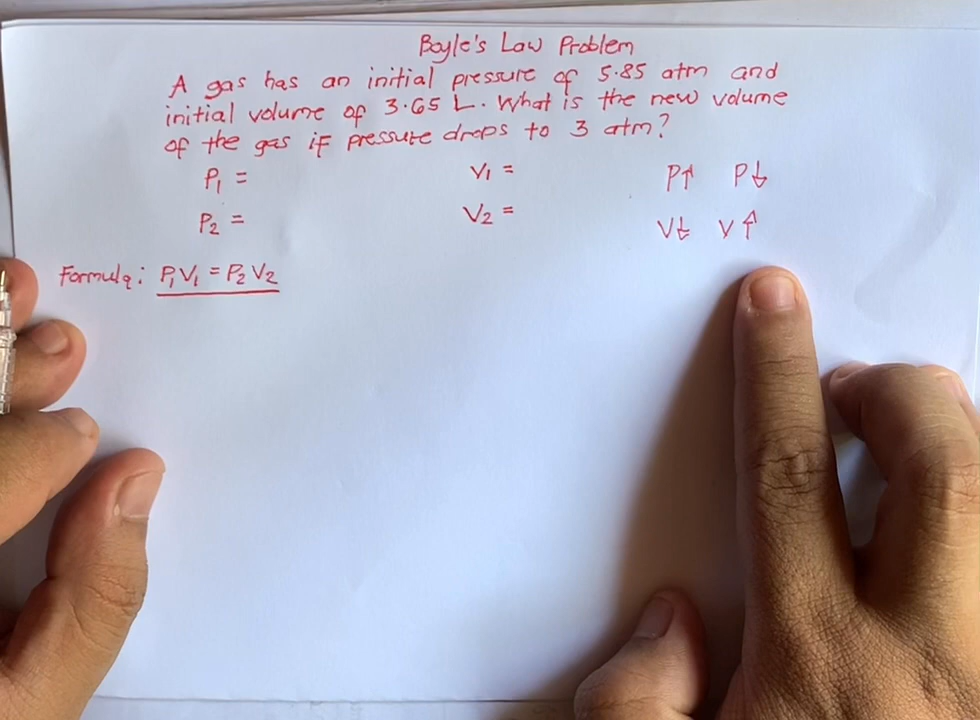 Boyle's Law Problem
A gas has an initial pressure of 5.85 atm and
initial volume of 3.65 L. What is the new volume
of the gas if pressure drops to 3 atm?
P₁ = V₁ = P↑ P↓
P₂ = V₂ = V↓ V↑
Formula: P₁V₁ = P₂V₂